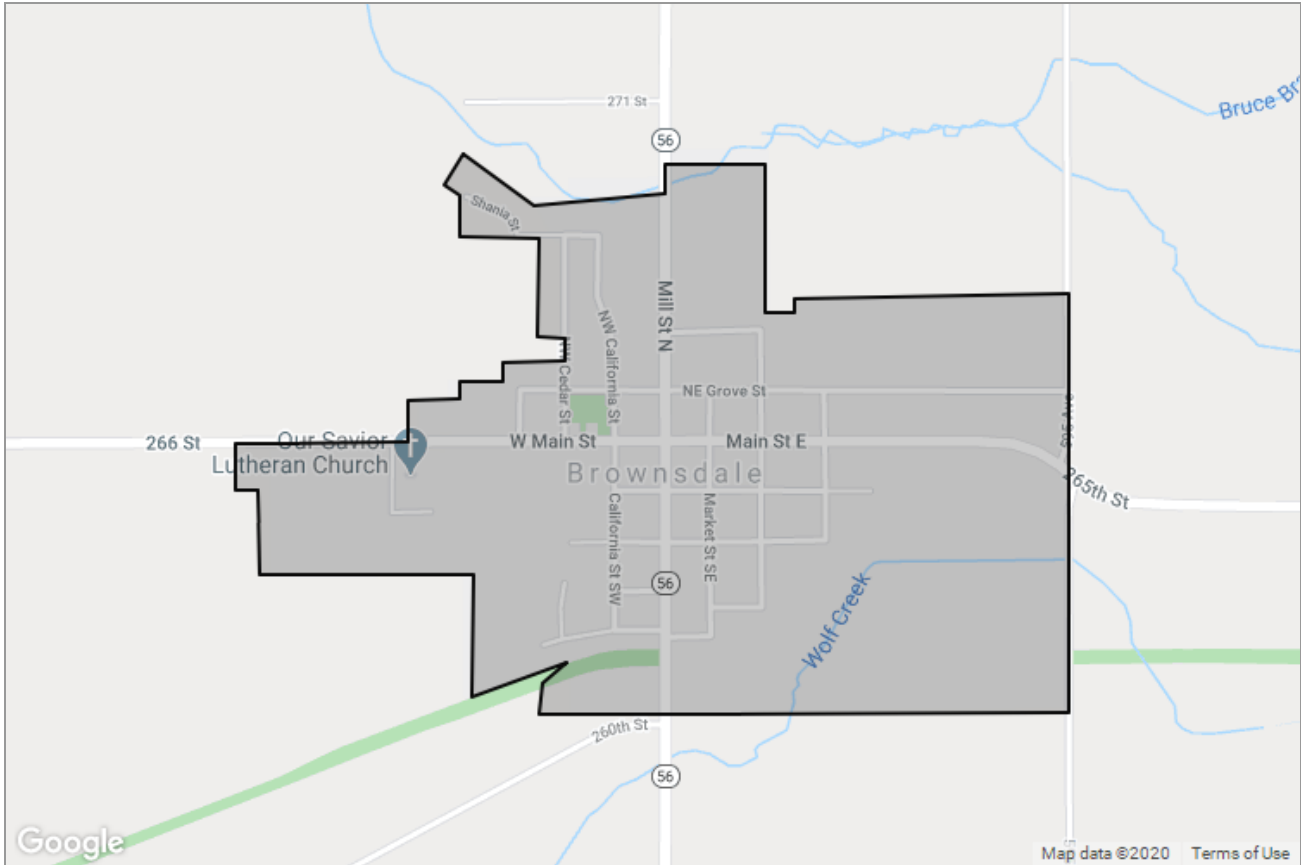 271 St
Bruce Br
56
Shania St
Mill St N
NW California St
NW Cedar St
NE Grove St
266 St
Our Savior
Lutheran Church
W Main St
Main St E
Brownsdale
265th St
California St SW
Market St SE
56
Wolf Creek
260th St
56
Google
Map data ©2020
Terms of Use